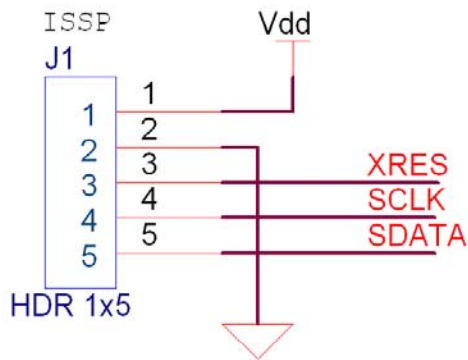 ISSP
J1
Vdd
1 1
2 2
3 3 XRES
4 4 SCLK
5 5 SDATA
HDR 1x5